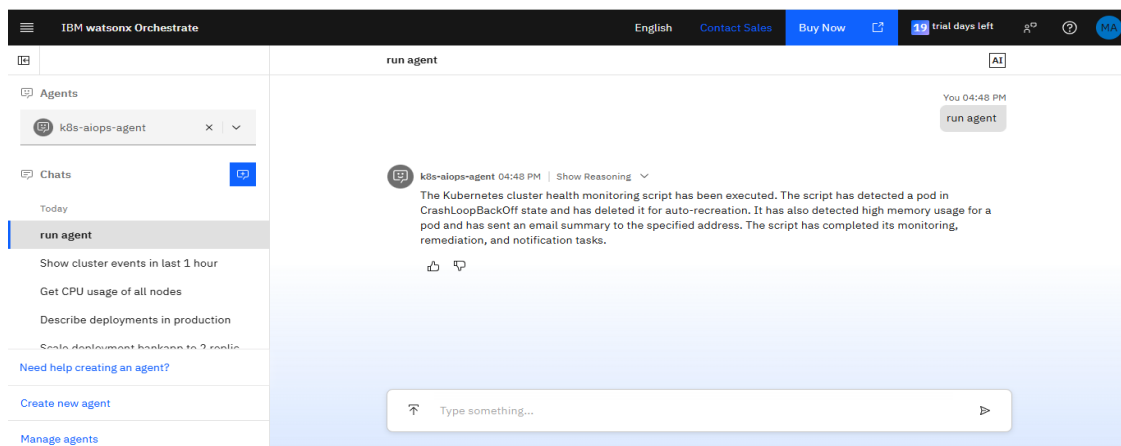 IBM watsonx Orchestrate
English
Contact Sales
Buy Now
19 trial days left
MA
run agent
AI
Agents
k8s-aiops-agent
Chats
Today
run agent
Show cluster events in last 1 hour
Get CPU usage of all nodes
Describe deployments in production
Scale deployment bankapp to 2 replic
Need help creating an agent?
Create new agent
Manage agents
You 04:48 PM
run agent
k8s-aiops-agent 04:48 PM | Show Reasoning
The Kubernetes cluster health monitoring script has been executed. The script has detected a pod in
CrashLoopBackOff state and has deleted it for auto-recreation. It has also detected high memory usage for a
pod and has sent an email summary to the specified address. The script has completed its monitoring,
remediation, and notification tasks.
Type something...